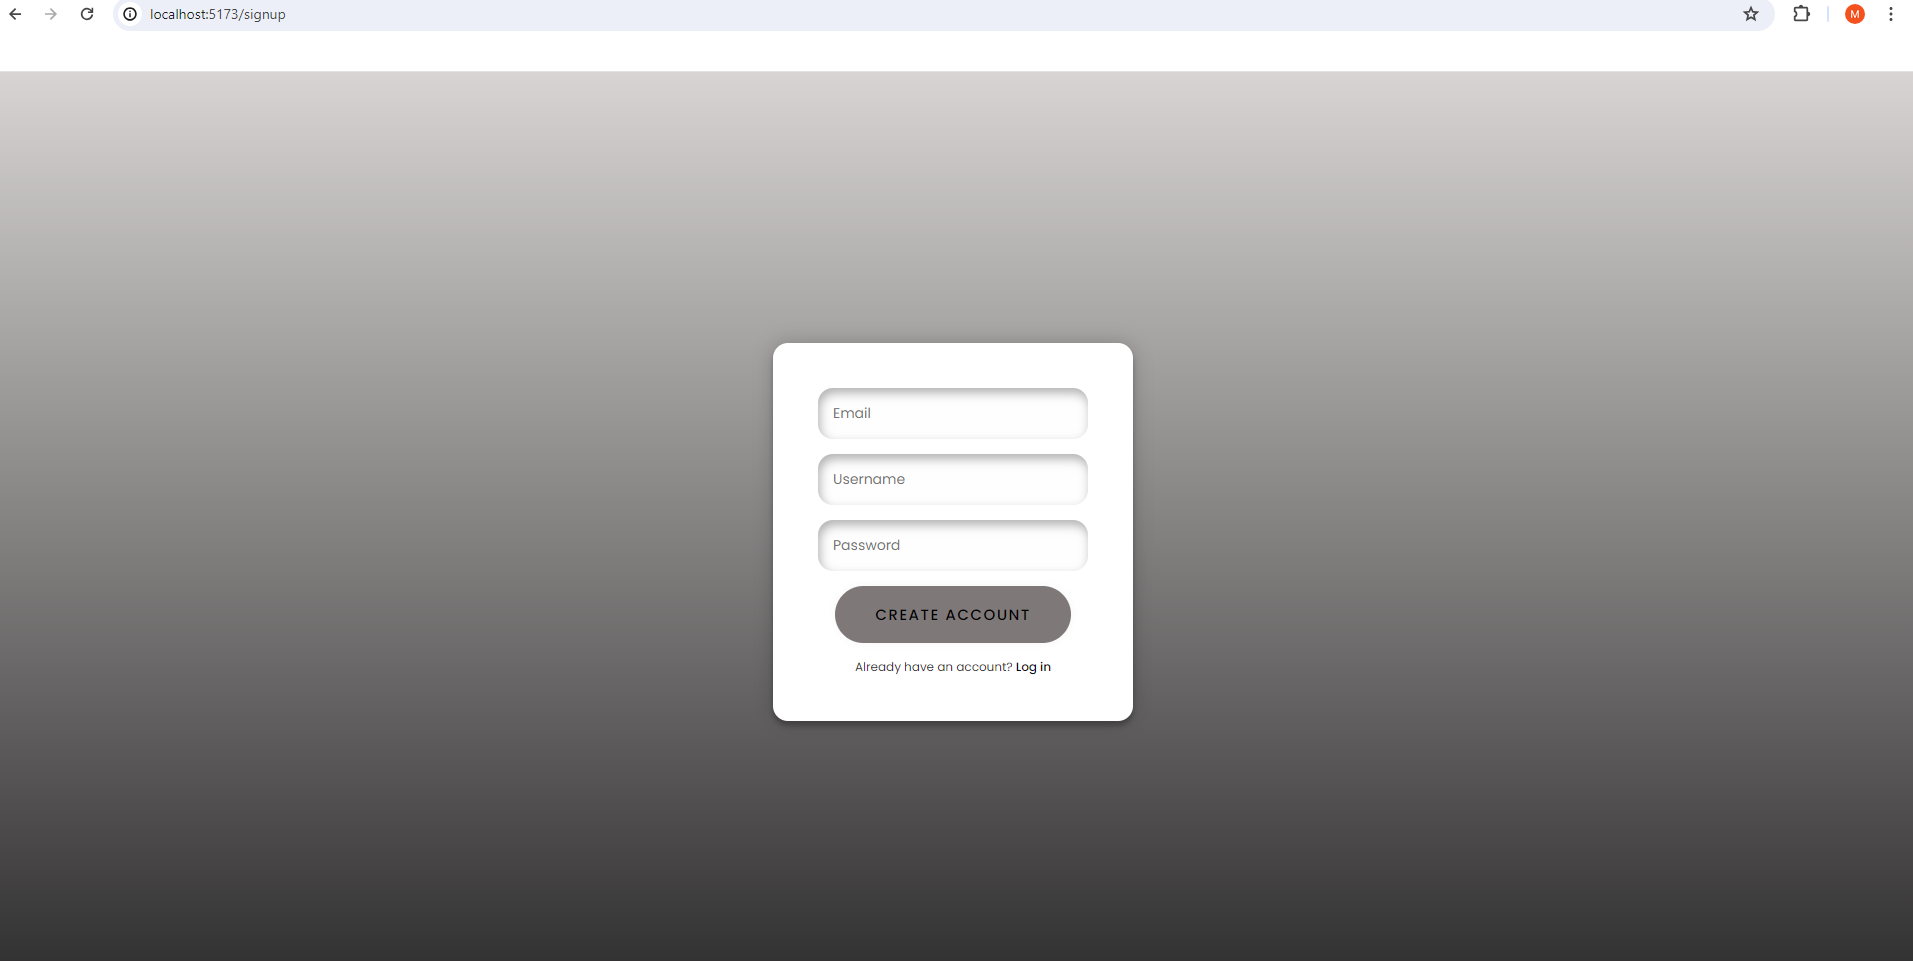 localhost:5173/signup
M
Email
Username
Password
CREATE ACCOUNT
Already have an account? Log in